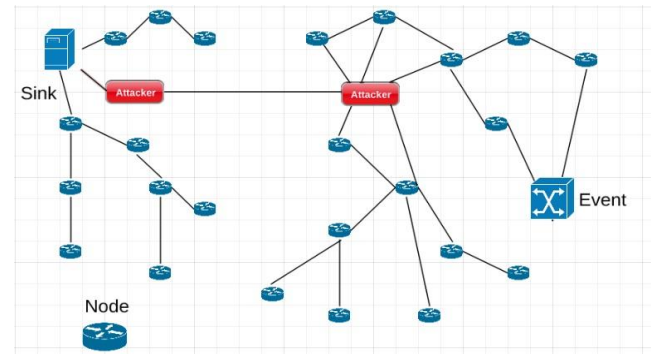 Sink
Attacker
Attacker
Event
Node